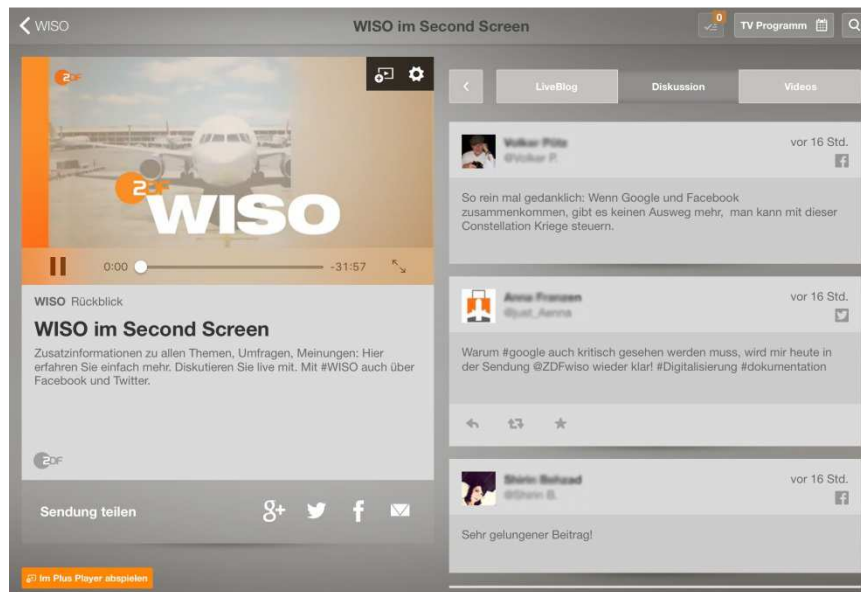 WISO
WISO im Second Screen
0
TV Programm
ZDF
ZDF
WISO
0:00
-31:57
WISO Rückblick
WISO im Second Screen
Zusatzinformationen zu allen Themen, Umfragen, Meinungen: Hier
erfahren Sie einfach mehr. Diskutieren Sie live mit. Mit #WISO auch über
Facebook und Twitter.
ZDF
Sendung teilen
g+
f
Im Plus Player abspielen
LiveBlog
Diskussion
Videos
vor 16 Std.
So rein mal gedanklich: Wenn Google und Facebook
zusammenkommen, gibt es keinen Ausweg mehr, man kann mit dieser
Constellation Kriege steuern.
vor 16 Std.
Warum #google auch kritisch gesehen werden muss, wird mir heute in
der Sendung @ZDFwiso wieder klar! #Digitalisierung #dokumentation
vor 16 Std.
Sehr gelungener Beitrag!